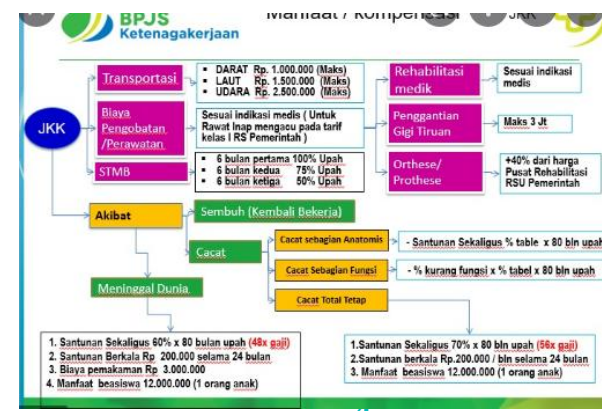 BPJS
Ketenagakerjaan
Manfaat / kompensasi
JKK
JKK
Transportasi
▪ DARAT Rp. 1.000.000 (Maks)
▪ LAUT Rp. 1.500.000 (Maks)
▪ UDARA Rp. 2.500.000 (Maks)
Biaya
Pengobatan
/Perawatan
Sesuai indikasi medis ( Untuk
Rawat Inap mengacu pada tarif
kelas I RS Pemerintah )
STMB
▪ 6 bulan pertama 100% Upah
▪ 6 bulan kedua 75% Upah
▪ 6 bulan ketiga 50% Upah
Rehabilitasi
medik
Sesuai indikasi
medis
Penggantian
Gigi Tiruan
Maks 3 Jt
Orthese/
Prothese
+40% dari harga
Pusat Rehabilitasi
RSU Pemerintah
Akibat
Sembuh (Kembali Bekerja)
Cacat
Cacat sebagian Anatomis
- Santunan Sekaligus % table x 80 bln upah
Cacat Sebagian Fungsi
- % kurang fungsi x % tabel x 80 bln upah
Cacat Total Tetap
Meninggal Dunia
1. Santunan Sekaligus 60% x 80 bulan upah (48x gaji)
2. Santunan Berkala Rp 200.000 selama 24 bulan
3. Biaya pemakaman Rp 3.000.000
4. Manfaat beasiswa 12.000.000 (1 orang anak)
1.Santunan Sekaligus 70% x 80 bln upah (56x gaji)
2.Santunan berkala Rp.200.000 / bln selama 24 bulan
3. Manfaat beasiswa 12.000.000 (1 orang anak)